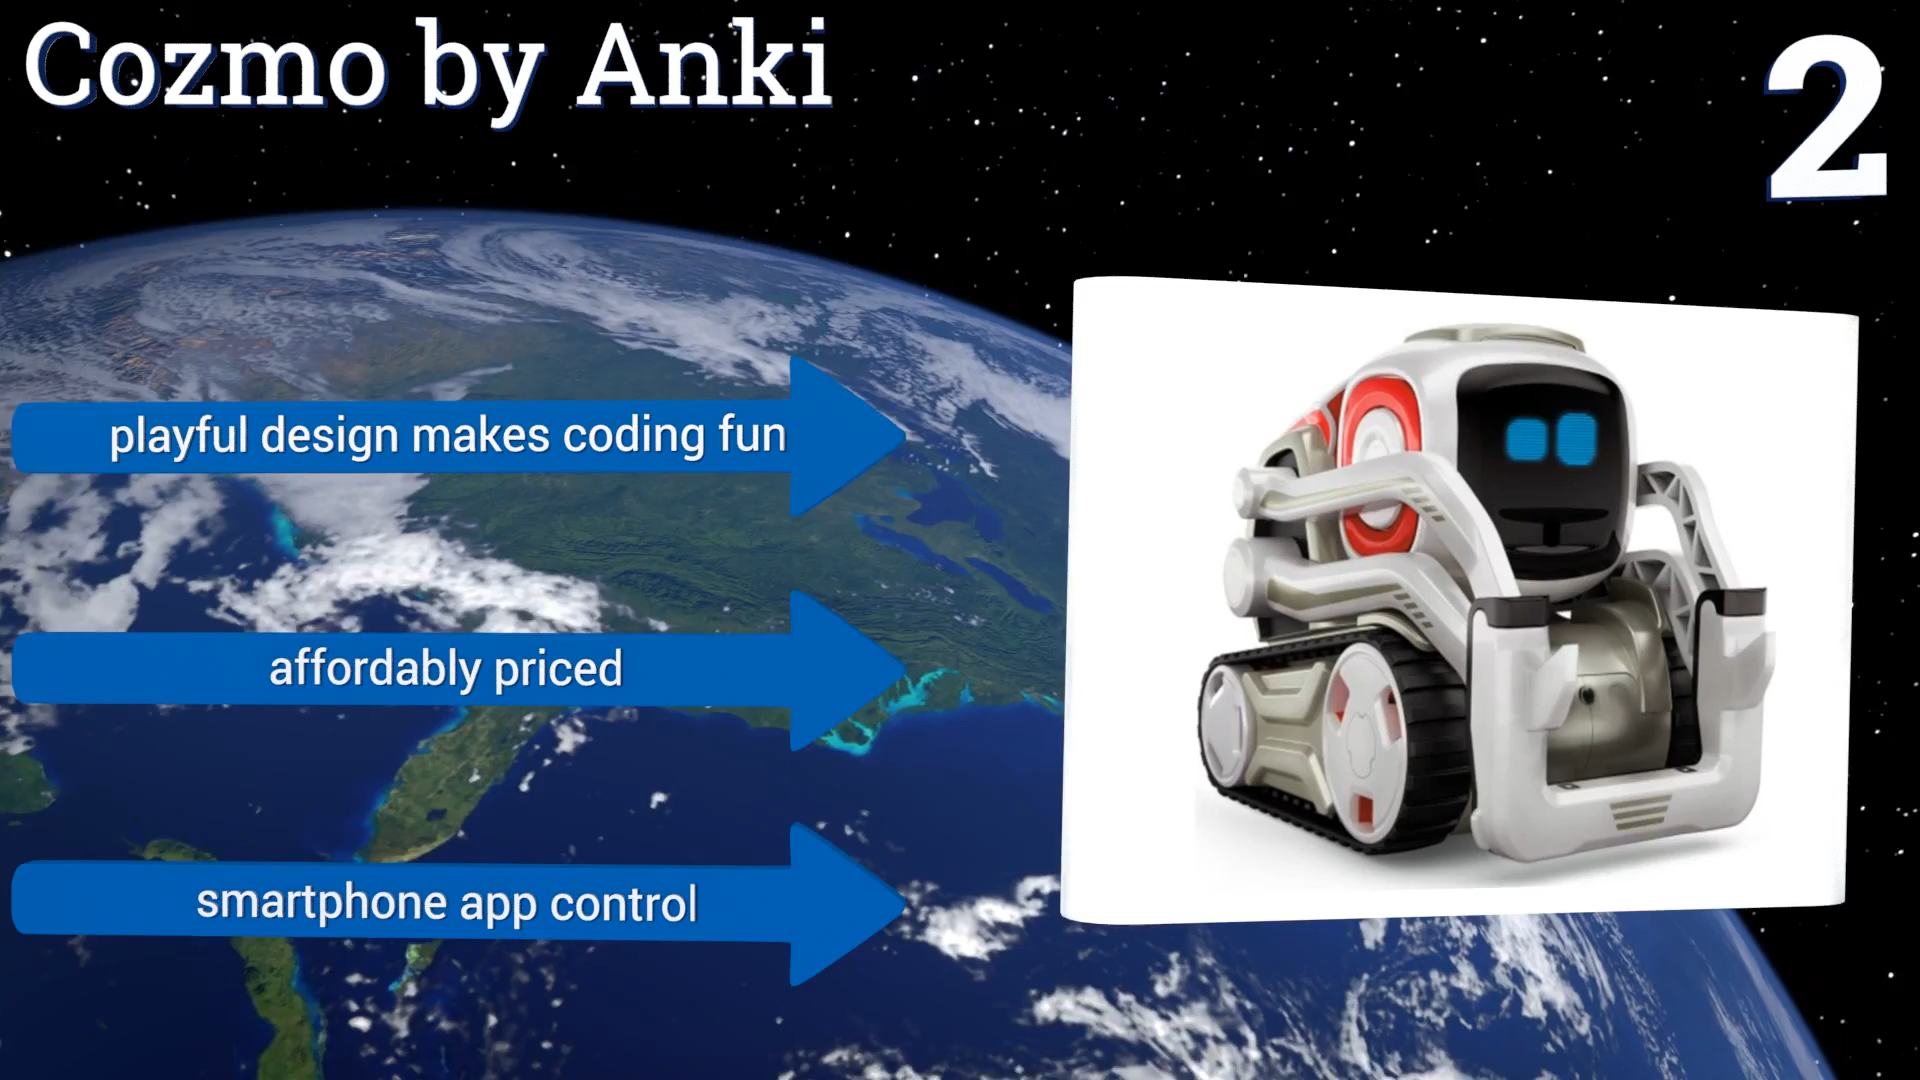 Cozmo by Anki
2
playful design makes coding fun
affordably priced
smartphone app control